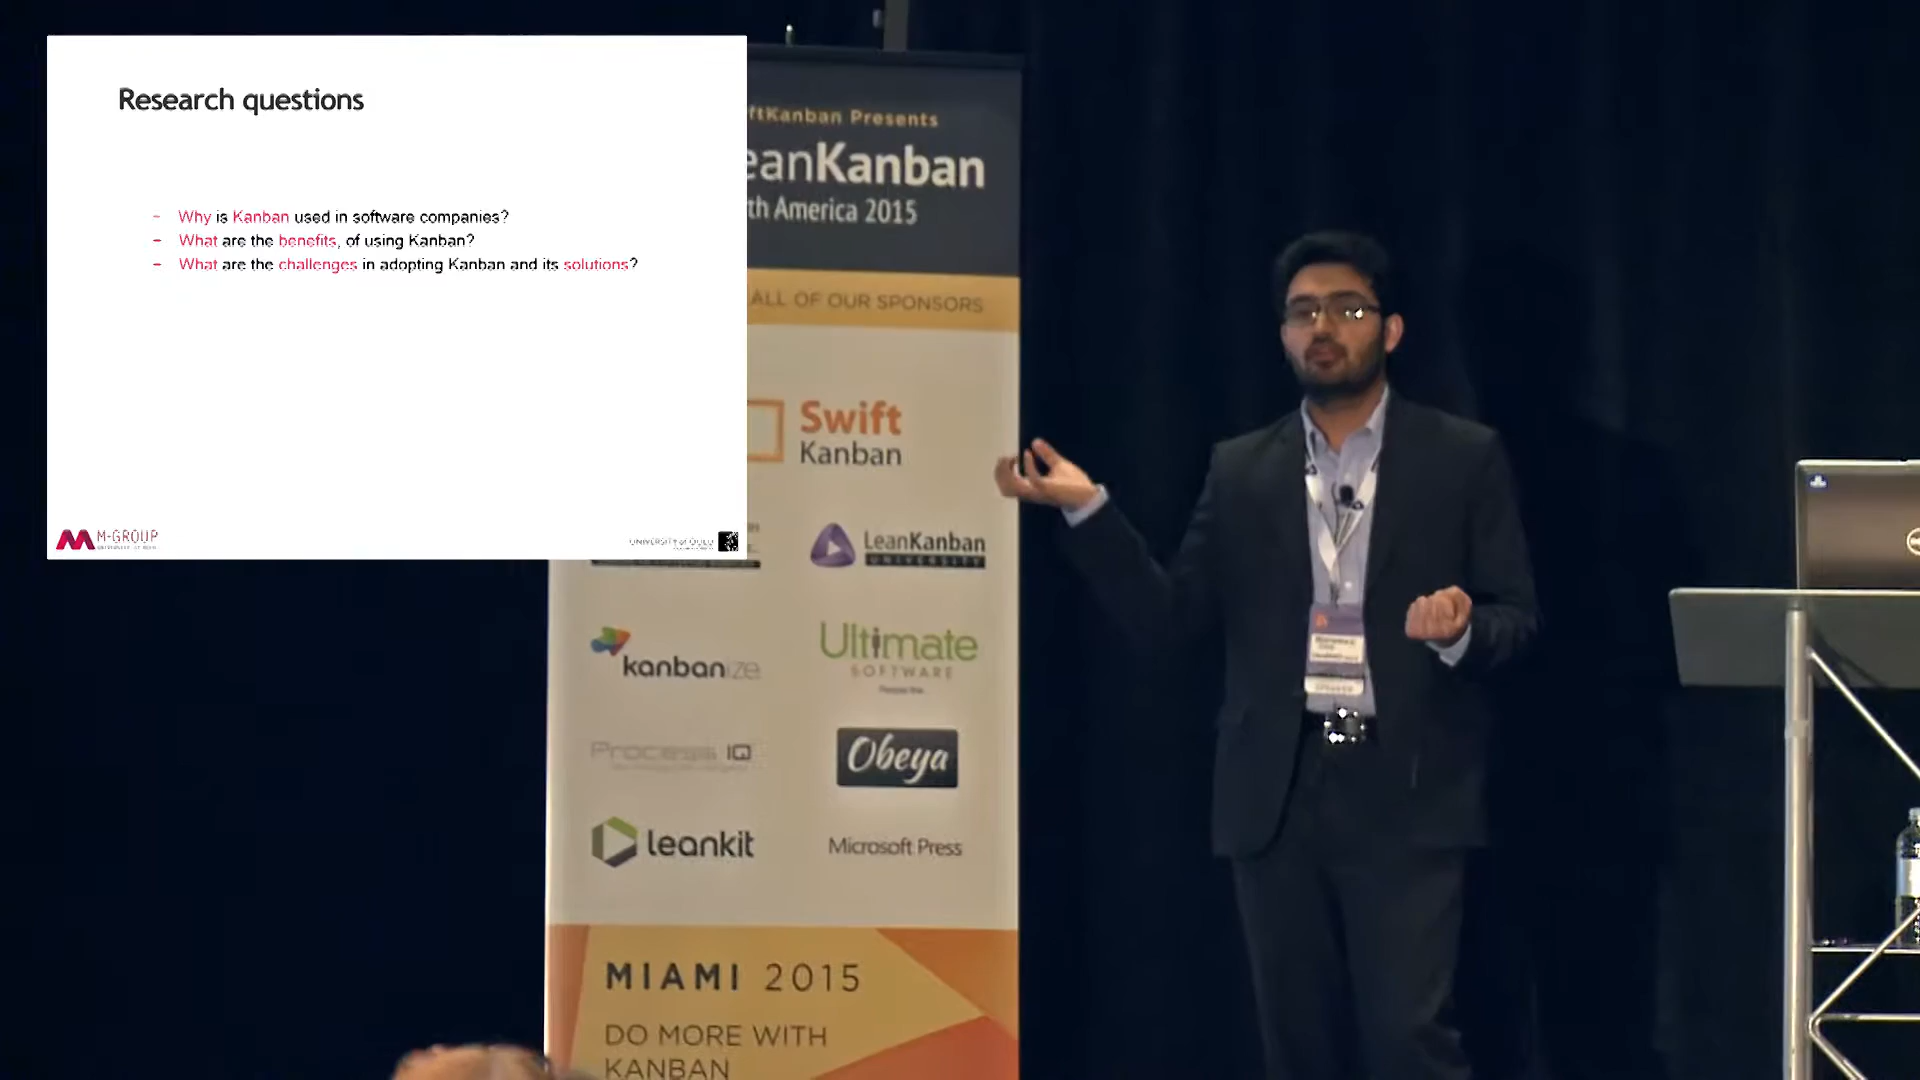 Research questions
- Why is Kanban used in software companies?
- What are the benefits, of using Kanban?
- What are the challenges in adopting Kanban and its solutions?
M-GROUP
UNIVERSITY of OULU
ftKanban Presents
eanKanban
th America 2015
ALL OF OUR SPONSORS
Swift
Kanban
LeanKanban
UNIVERSITY
kanbanize
Ultimate
SOFTWARE
Process IQ
Obeya
leankit
Microsoft Press
MIAMI 2015
DO MORE WITH
KANBAN